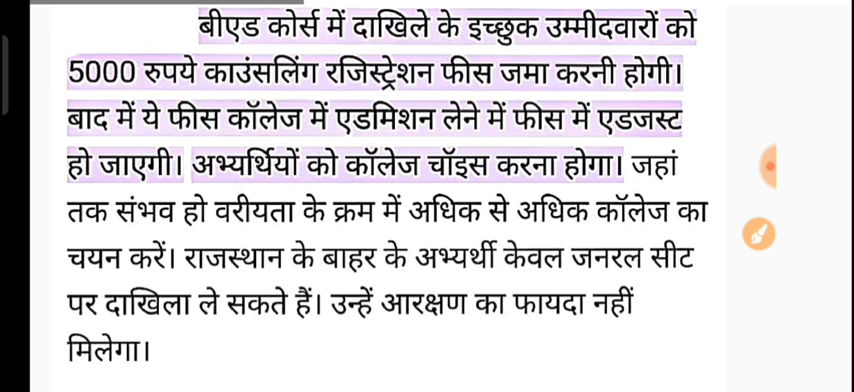 बीएड कोर्स में दाखिले के इच्छुक उम्मीदवारों को
5000 रुपये काउंसलिंग रजिस्ट्रेशन फीस जमा करनी होगी।
बाद में ये फीस कॉलेज में एडमिशन लेने में फीस में एडजस्ट
हो जाएगी। अभ्यर्थियों को कॉलेज चॉइस करना होगा। जहां
तक संभव हो वरीयता के क्रम में अधिक से अधिक कॉलेज का
चयन करें। राजस्थान के बाहर के अभ्यर्थी केवल जनरल सीट
पर दाखिला ले सकते हैं। उन्हें आरक्षण का फायदा नहीं
मिलेगा।